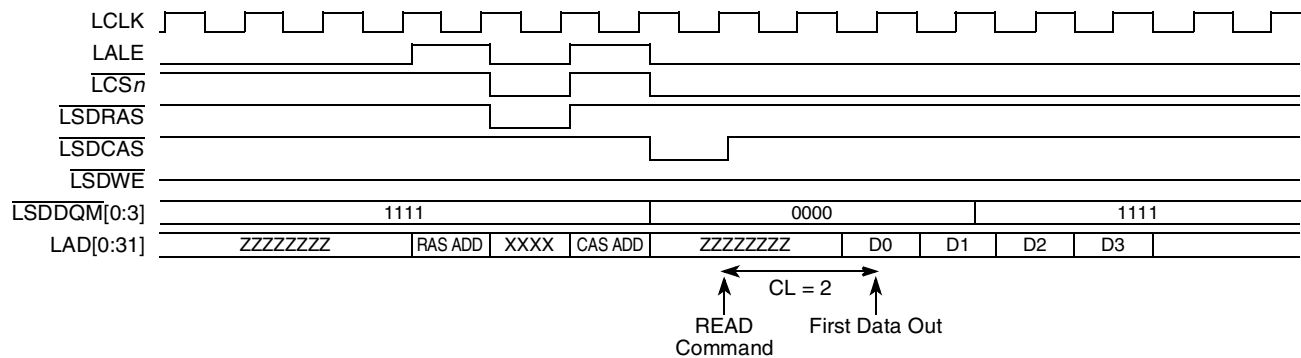 LCLK
LALE
LCSn
LSDRAS
LSDCAS
LSDWE
LSDDQM[0:3] 1111 0000 1111
LAD[0:31] ZZZZZZZZ RAS ADD XXXX CAS ADD ZZZZZZZZ D0 D1 D2 D3
CL = 2
READ First Data Out
Command